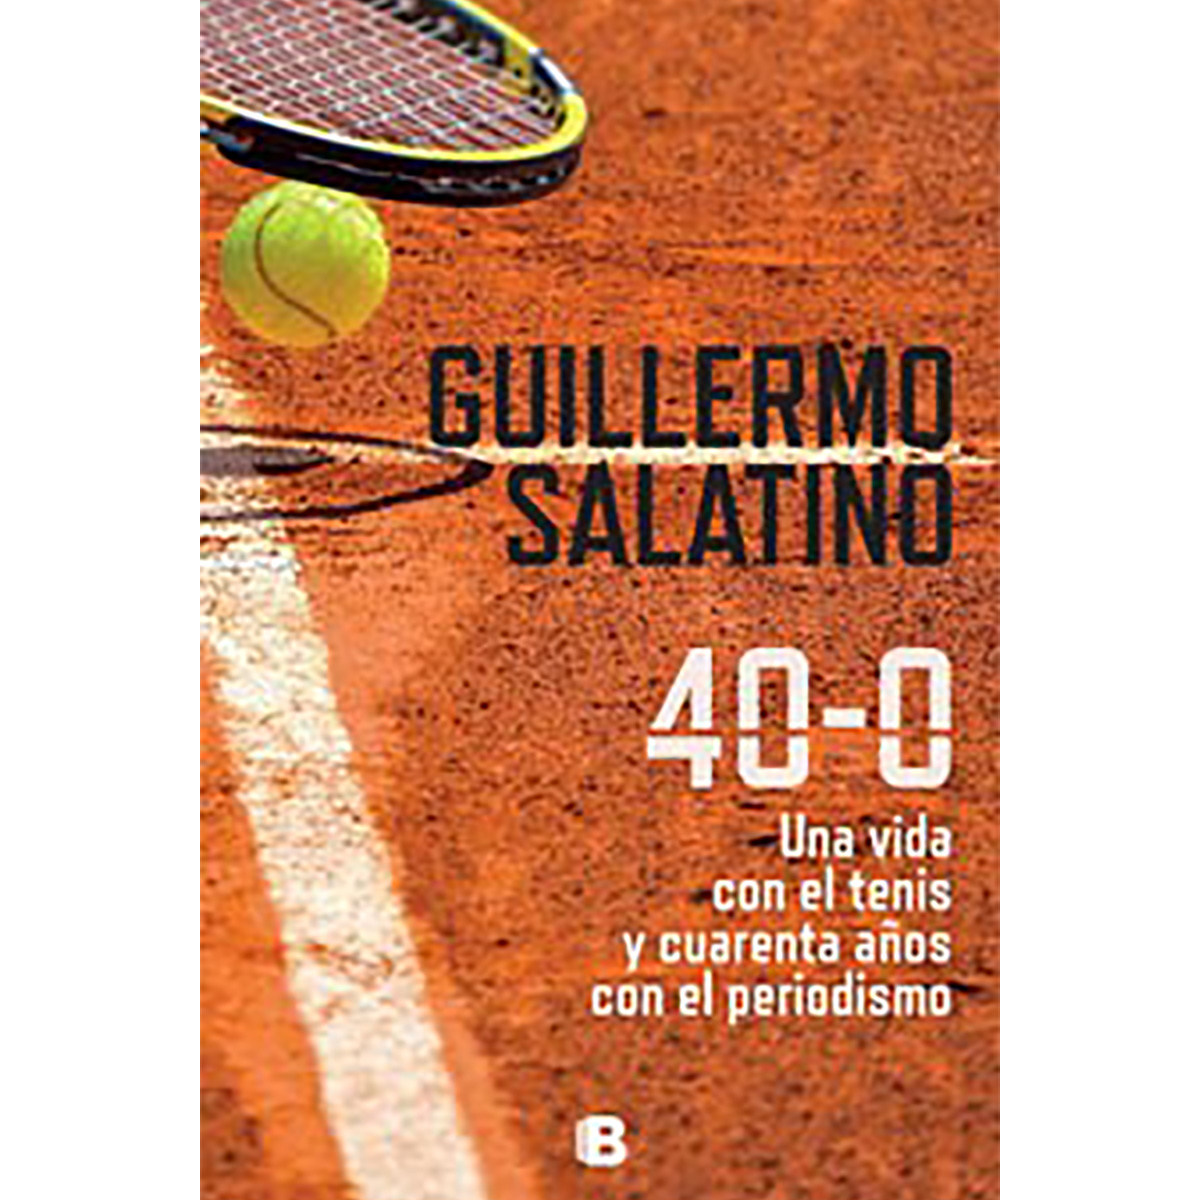 GUILLERMO
SALATINO
40-0
Una vida
con el tenis
y cuarenta años
con el periodismo
B